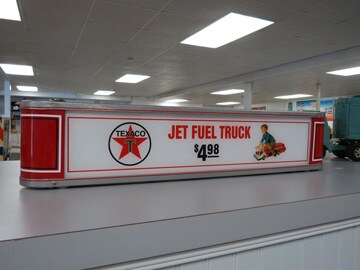 TEXACO
T
JET FUEL TRUCK
$4.98